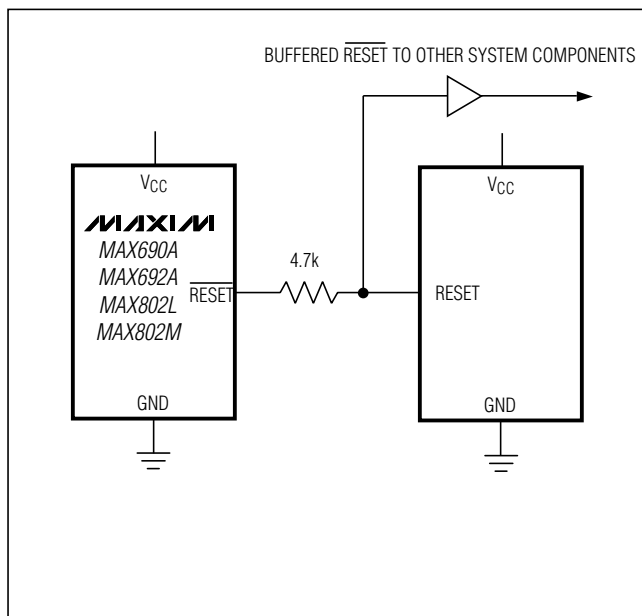 BUFFERED RESET TO OTHER SYSTEM COMPONENTS
VCC
MAXIM
MAX690A
MAX692A
MAX802L
MAX802M
RESET
GND
4.7k
VCC
RESET
GND